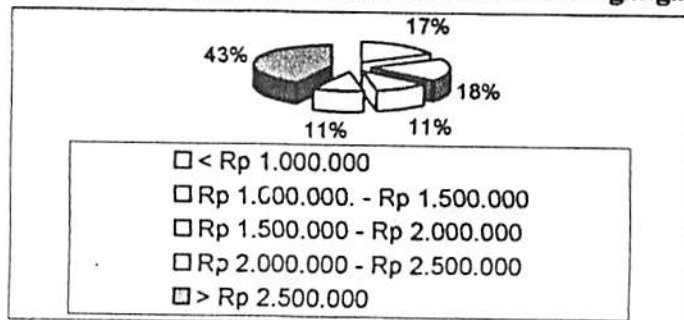 17%
43%
18%
11%
11%
< Rp 1.000.000
Rp 1.000.000. - Rp 1.500.000
Rp 1.500.000 - Rp 2.000.000
Rp 2.000.000 - Rp 2.500.000
> Rp 2.500.000